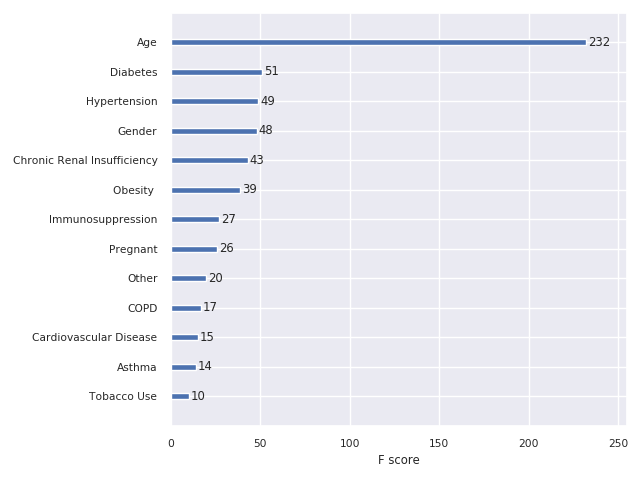 Age 232
Diabetes 51
Hypertension 49
Gender 48
Chronic Renal Insufficiency 43
Obesity 39
Immunosuppression 27
Pregnant 26
Other 20
COPD 17
Cardiovascular Disease 15
Asthma 14
Tobacco Use 10
0 50 100 150 200 250
F score